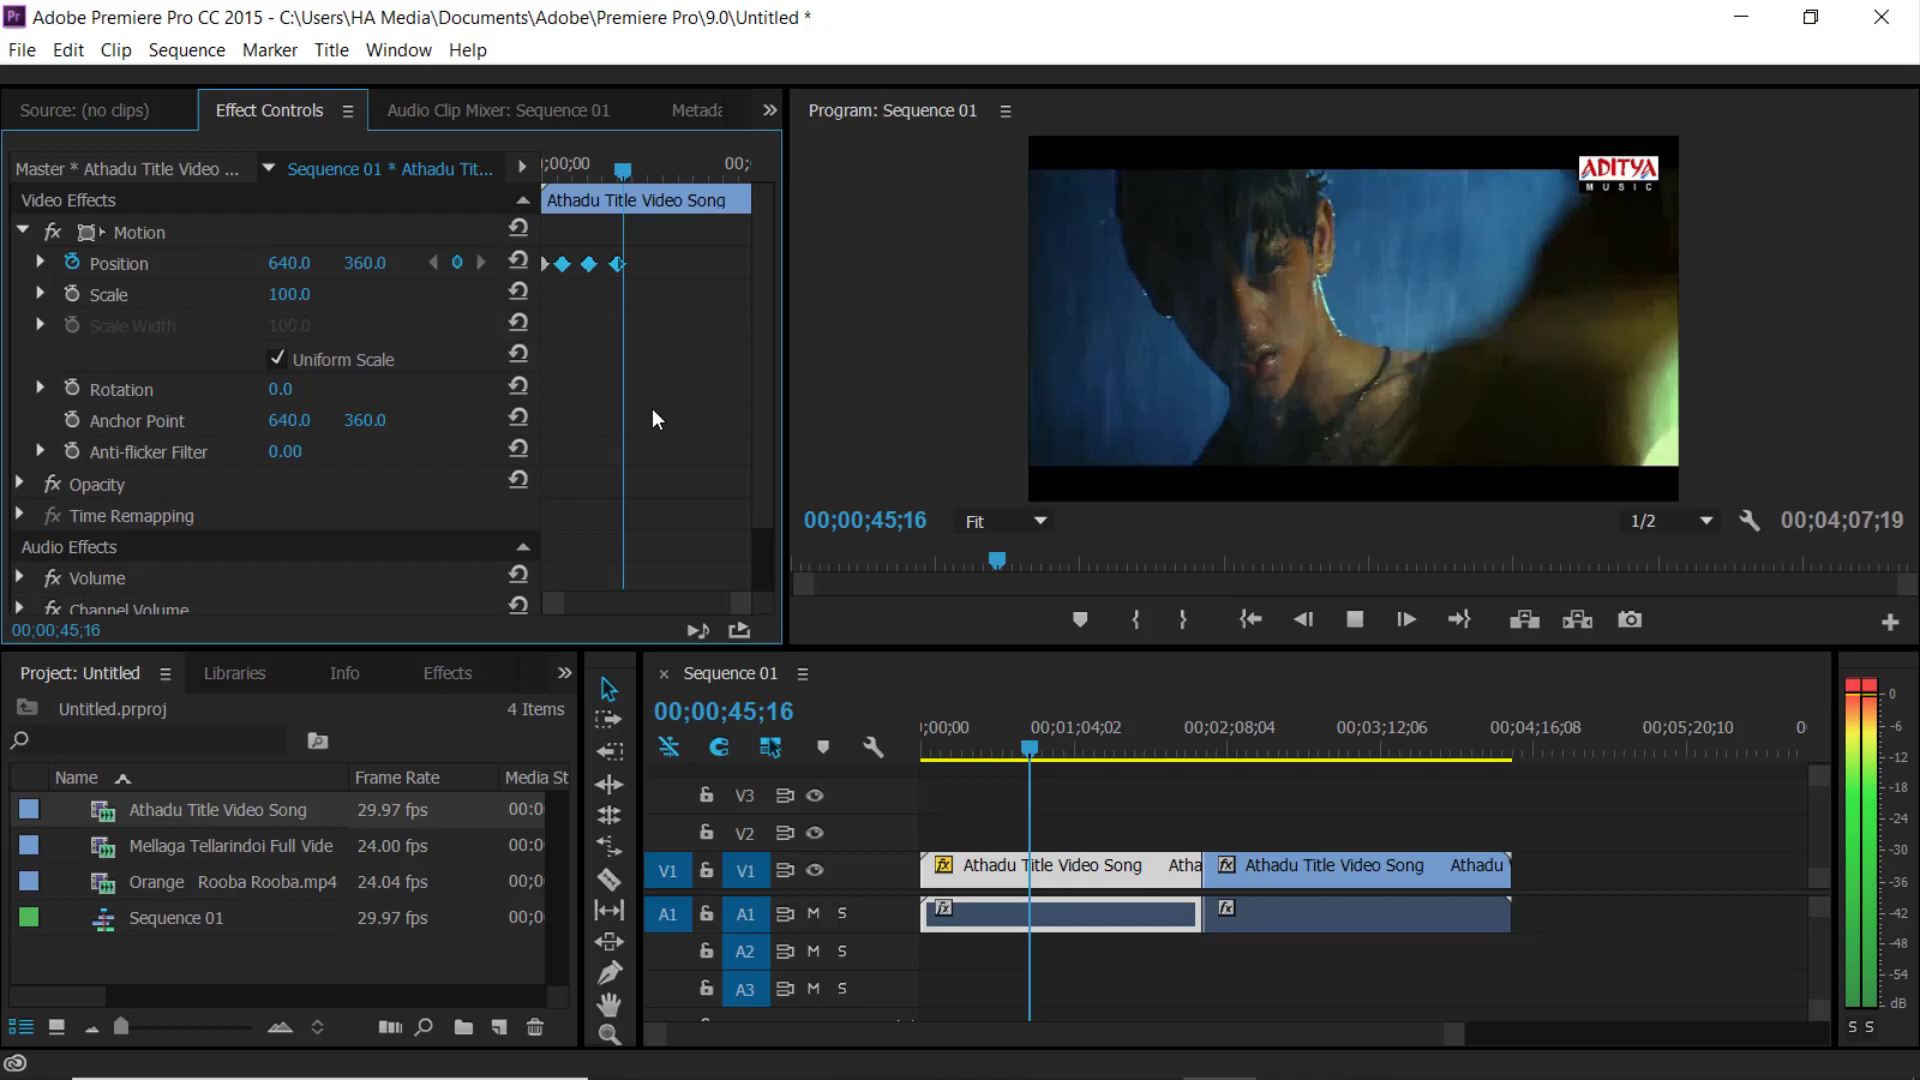 Pr Adobe Premiere Pro CC 2015 - C:\Users\HA Media\Documents\Adobe\Premiere Pro\9.0\Untitled *
File Edit Clip Sequence Marker Title Window Help
Source: (no clips) Effect Controls Audio Clip Mixer: Sequence 01 Metada
Program: Sequence 01
Master * Athadu Title Video ... Sequence 01 * Athadu Tit... ;00;00 00;
Video Effects Athadu Title Video Song
fx Motion
Position 640.0 360.0
Scale 100.0
Scale Width 100.0
Uniform Scale
Rotation 0.0
Anchor Point 640.0 360.0
Anti-flicker Filter 0.00
fx Opacity
fx Time Remapping
Audio Effects
fx Volume
fx Channel Volume
00;00;45;16
ADITYA
MUSIC
00;00;45;16 Fit 1/2 00;04;07;19
Project: Untitled Libraries Info Effects
Untitled.prproj 4 Items
Name Frame Rate Media St
Athadu Title Video Song 29.97 fps 00:0
Mellaga Tellarindoi Full Vide 24.00 fps 00:0
Orange Rooba Rooba.mp4 24.04 fps 00;0
Sequence 01 29.97 fps 00;0
× Sequence 01
00;00;45;16
;00;00 00;01;04;02 00;02;08;04 00;03;12;06 00;04;16;08 00;05;20;10 0
V3
V2
V1 V1 fx Athadu Title Video Song Atha fx Athadu Title Video Song Athadu
A1 A1 M S fx fx
A2 M S
A3 M S
0
-6
-12
-18
-24
-30
-36
-42
-48
-54
dB
S S